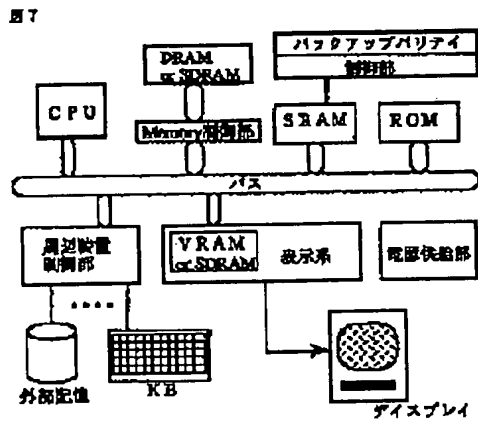 図7
バックアップパリティ
制御部
DRAM
or SDRAM
CPU
Memory制御部
SRAM
ROM
バス
周辺装置
制御部
VRAM
or SDRAM
表示系
電源供給部
外部記憶
KB
ディスプレイ